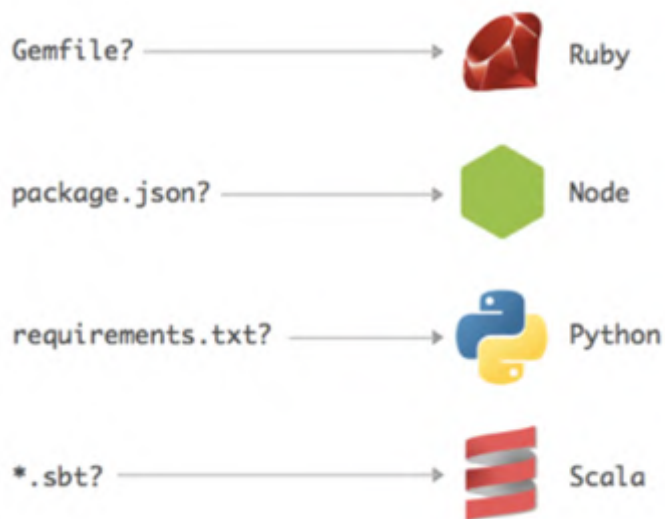 Gemfile? Ruby
package.json? Node
requirements.txt? Python
*.sbt? Scala